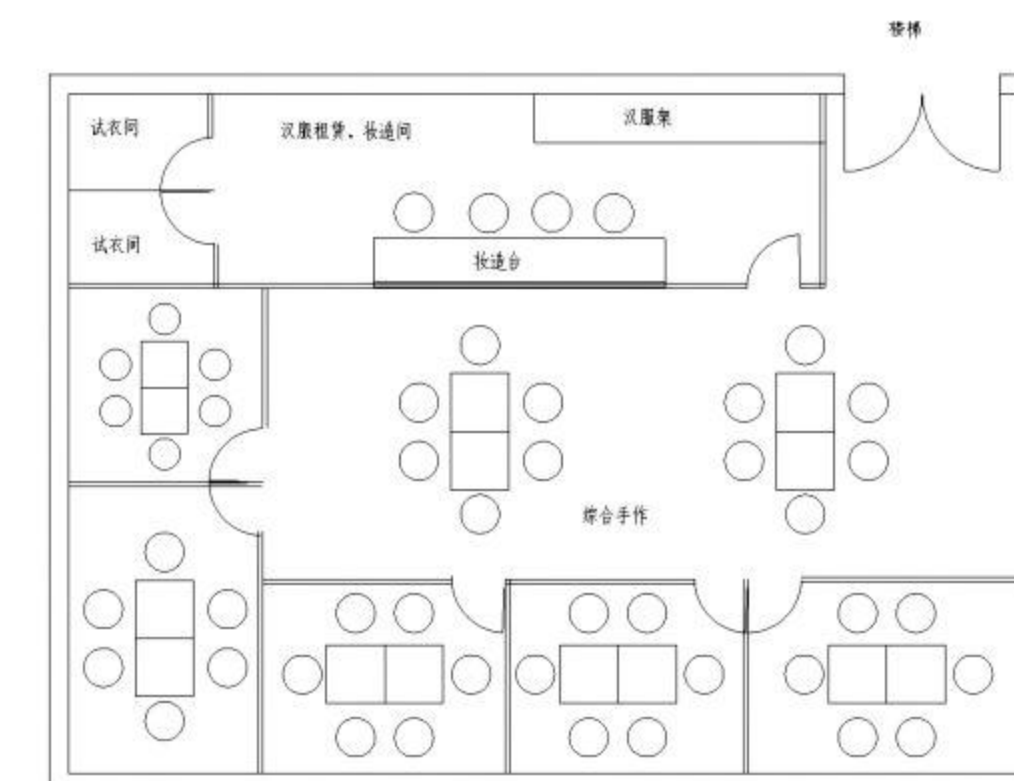 楼梯
试衣间
汉服租赁、妆造间
汉服架
试衣间
妆造台
综合手作